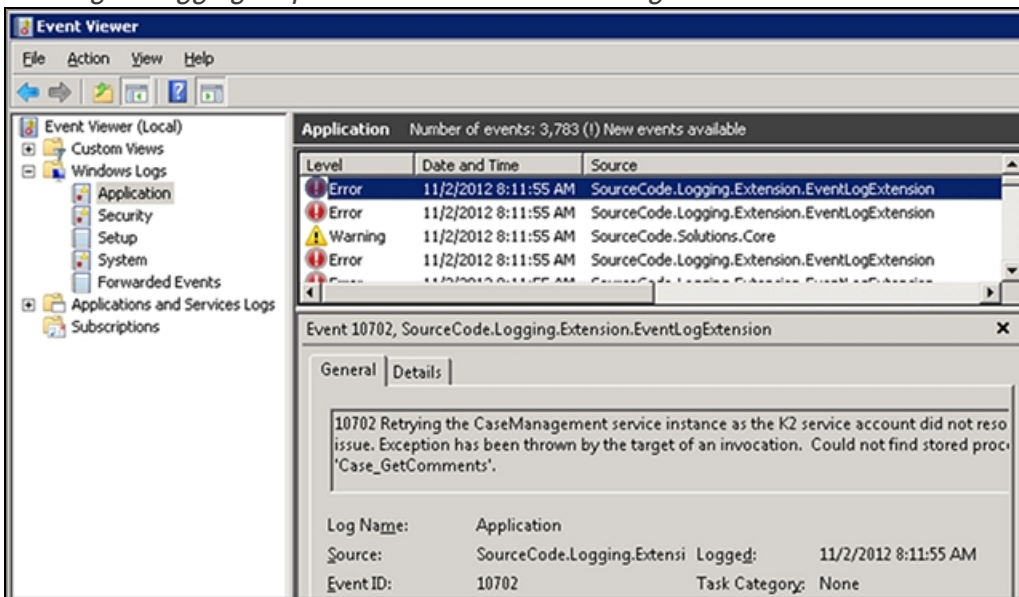 Event Viewer
File Action View Help
Event Viewer (Local)
Custom Views
Windows Logs
Application
Security
Setup
System
Forwarded Events
Applications and Services Logs
Subscriptions
Application Number of events: 3,783 (!) New events available
Level Date and Time Source
Error 11/2/2012 8:11:55 AM SourceCode.Logging.Extension.EventLogExtension
Error 11/2/2012 8:11:55 AM SourceCode.Logging.Extension.EventLogExtension
Warning 11/2/2012 8:11:55 AM SourceCode.Solutions.Core
Error 11/2/2012 8:11:55 AM SourceCode.Logging.Extension.EventLogExtension
Event 10702, SourceCode.Logging.Extension.EventLogExtension
General Details
10702 Retrying the CaseManagement service instance as the K2 service account did not reso
issue. Exception has been thrown by the target of an invocation. Could not find stored proc
'Case_GetComments'.
Log Name: Application
Source: SourceCode.Logging.Extensi Logged: 11/2/2012 8:11:55 AM
Event ID: 10702 Task Category: None